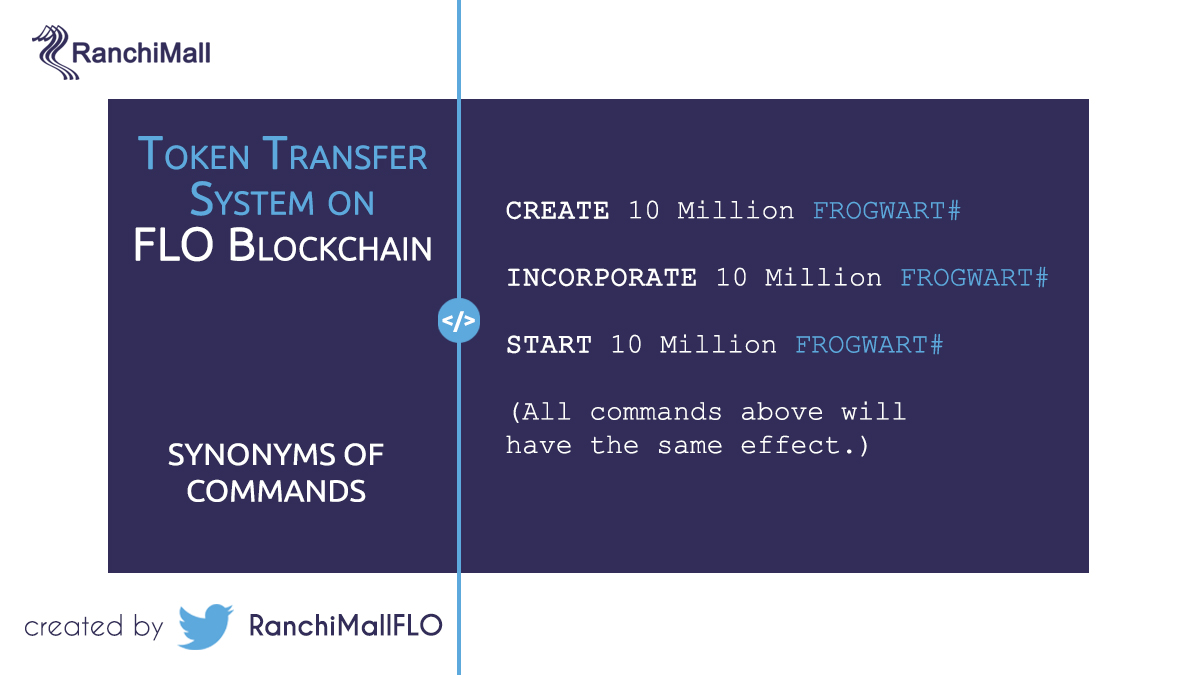 RanchiMall
TOKEN TRANSFER
SYSTEM ON
FLO BLOCKCHAIN
SYNONYMS OF
COMMANDS
</>
CREATE 10 Million FROGWART#
INCORPORATE 10 Million FROGWART#
START 10 Million FROGWART#
(All commands above will
have the same effect.)
created by RanchiMallFLO